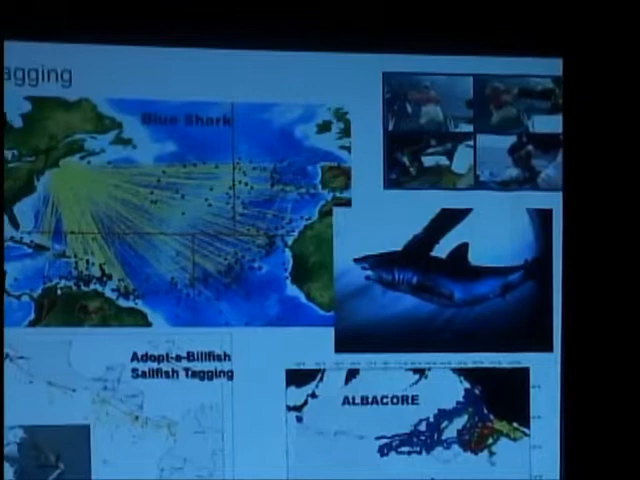 agging
Blue Shark
Adopt-a-Billfish
Sailfish Tagging
ALBACORE